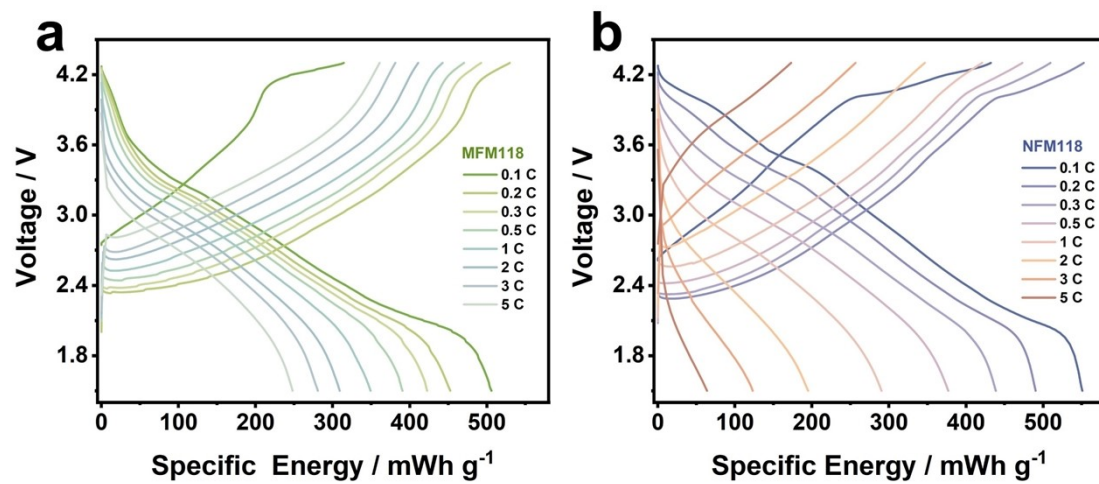 a
4.2
3.6
3.0
2.4
1.8
Voltage / V
MFM118
0.1 C
0.2 C
0.3 C
0.5 C
1 C
2 C
3 C
5 C
0 100 200 300 400 500
Specific Energy / mWh g⁻¹
b
4.2
3.6
3.0
2.4
1.8
Voltage / V
NFM118
0.1 C
0.2 C
0.3 C
0.5 C
1 C
2 C
3 C
5 C
0 100 200 300 400 500
Specific Energy / mWh g⁻¹